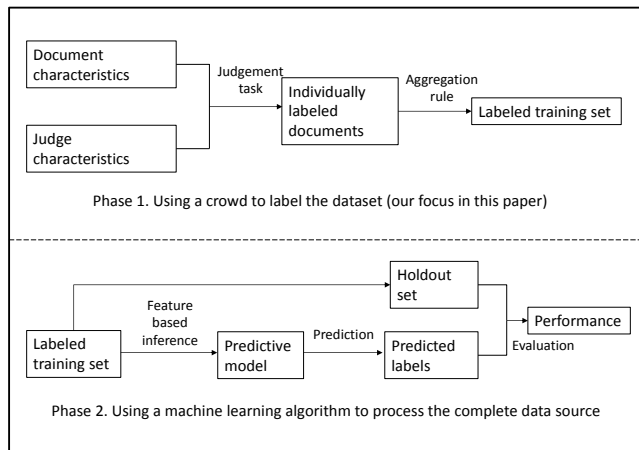 Document
characteristics
Judgement
task
Individually
labeled
documents
Aggregation
rule
Labeled training set
Judge
characteristics
Phase 1. Using a crowd to label the dataset (our focus in this paper)
Holdout
set
Feature
based
inference
Labeled
training set
Predictive
model
Prediction
Predicted
labels
Performance
Evaluation
Phase 2. Using a machine learning algorithm to process the complete data source